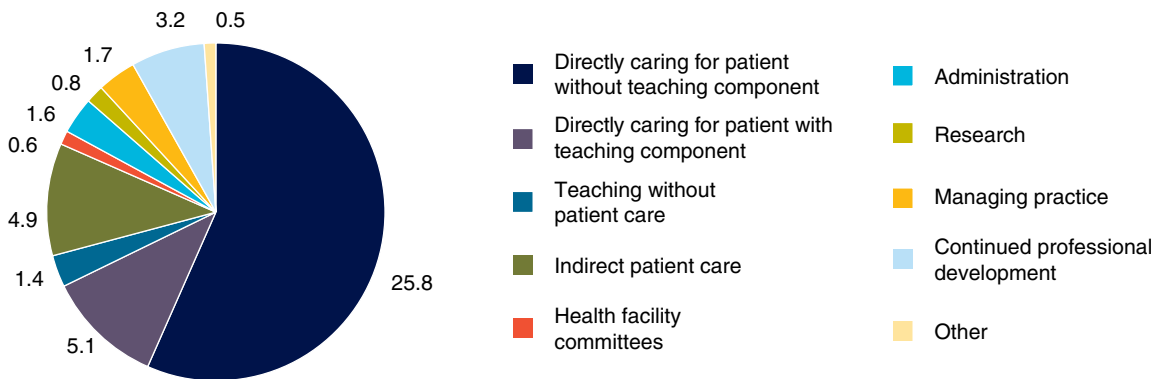 3.2
0.5
1.7
0.8
1.6
0.6
4.9
1.4
5.1
25.8
Directly caring for patient
without teaching component
Directly caring for patient with
teaching component
Teaching without
patient care
Indirect patient care
Health facility
committees
Administration
Research
Managing practice
Continued professional
development
Other